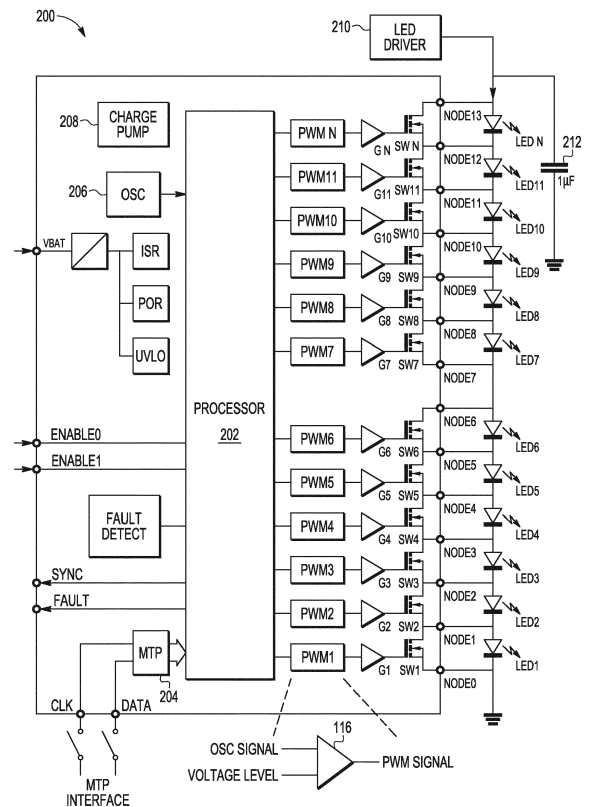 200
210
LED
DRIVER
208
CHARGE
PUMP
206
OSC
VBAT
ISR
POR
UVLO
PROCESSOR
202
ENABLE0
ENABLE1
FAULT
DETECT
SYNC
FAULT
MTP
204
CLK
DATA
MTP
INTERFACE
PWM N
G N
SW N
NODE13
LED N
212
1µF
PWM11
G11
SW11
NODE12
LED11
PWM10
G10
SW10
NODE11
LED10
PWM9
G9
SW9
NODE10
LED9
PWM8
G8
SW8
NODE9
LED8
PWM7
G7
SW7
NODE8
LED7
NODE7
PWM6
G6
SW6
NODE6
LED6
PWM5
G5
SW5
NODE5
LED5
PWM4
G4
SW4
NODE4
LED4
PWM3
G3
SW3
NODE3
LED3
PWM2
G2
SW2
NODE2
LED2
PWM1
G1
SW1
NODE1
LED1
NODE0
116
OSC SIGNAL
VOLTAGE LEVEL
PWM SIGNAL